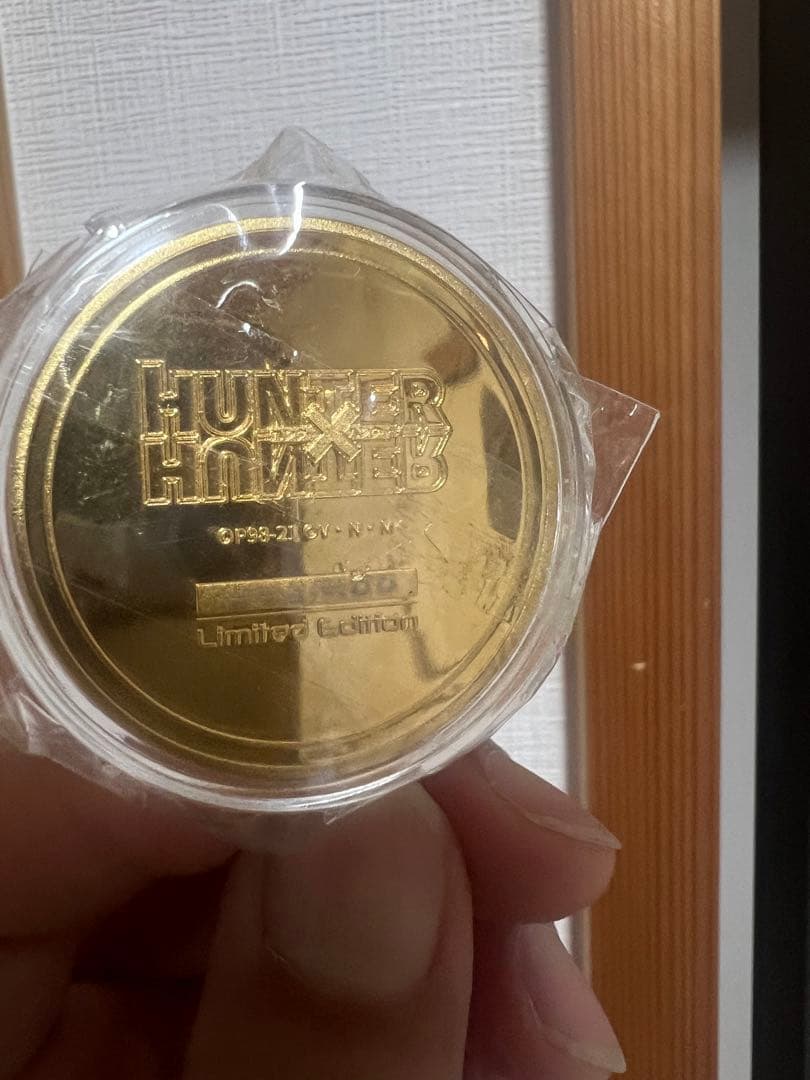 HUNTER
×
HUNTER
©P98-21 GV・N・M
Limited Edition